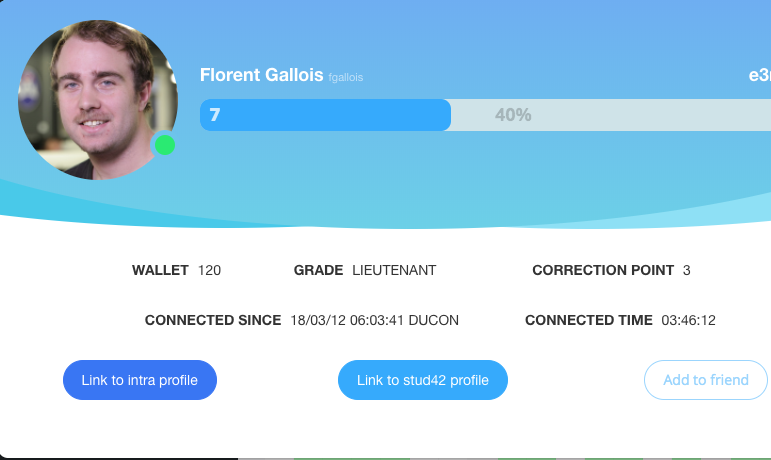 Florent Gallois fgallois
7 40%
WALLET 120 GRADE LIEUTENANT CORRECTION POINT 3
CONNECTED SINCE 18/03/12 06:03:41 DUCON CONNECTED TIME 03:46:12
Link to intra profile Link to stud42 profile Add to friend